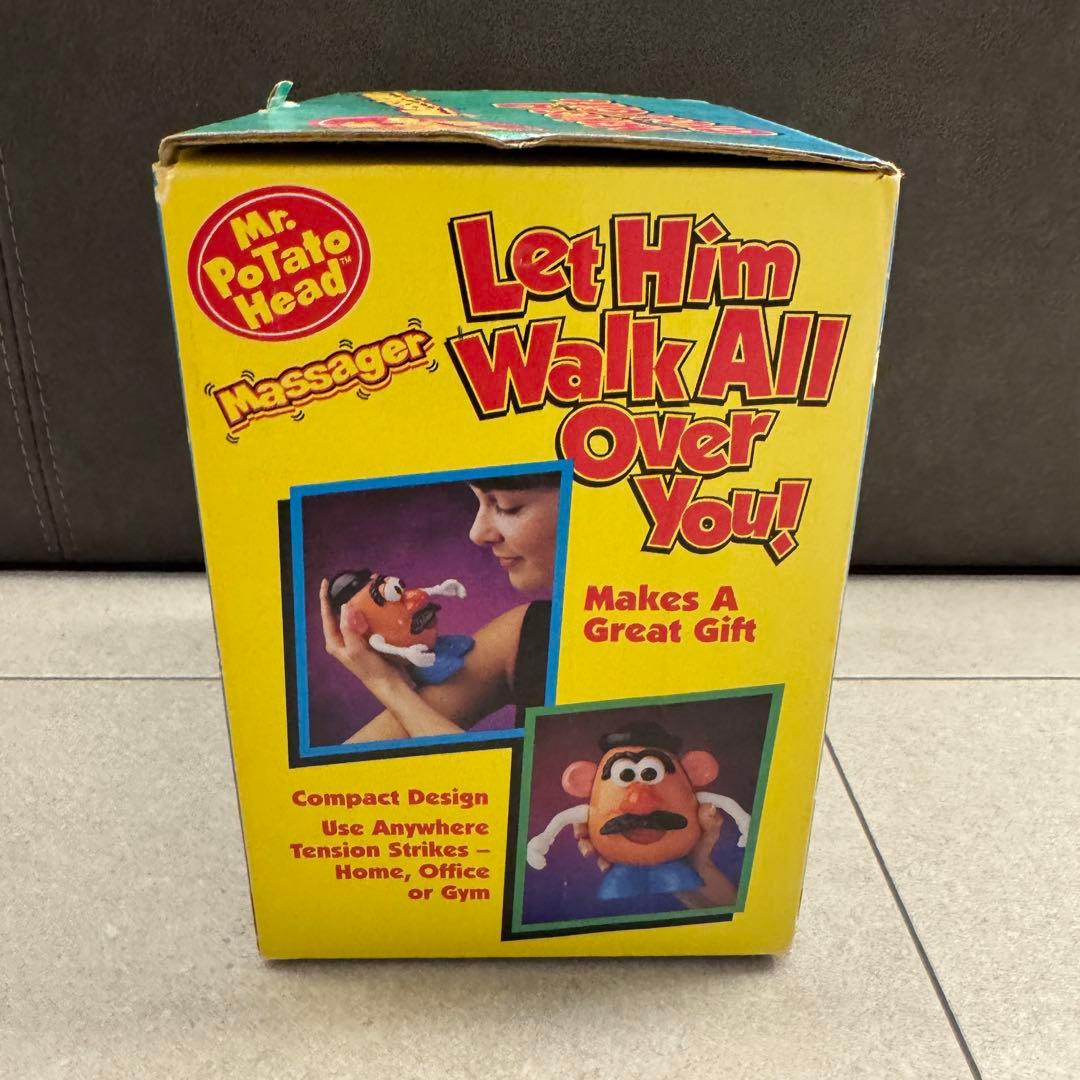 Mr.
PoTaTo
Head™
Massager
Let Him
Walk All
Over
You!
Makes A
Great Gift
Compact Design
Use Anywhere
Tension Strikes –
Home, Office
or Gym